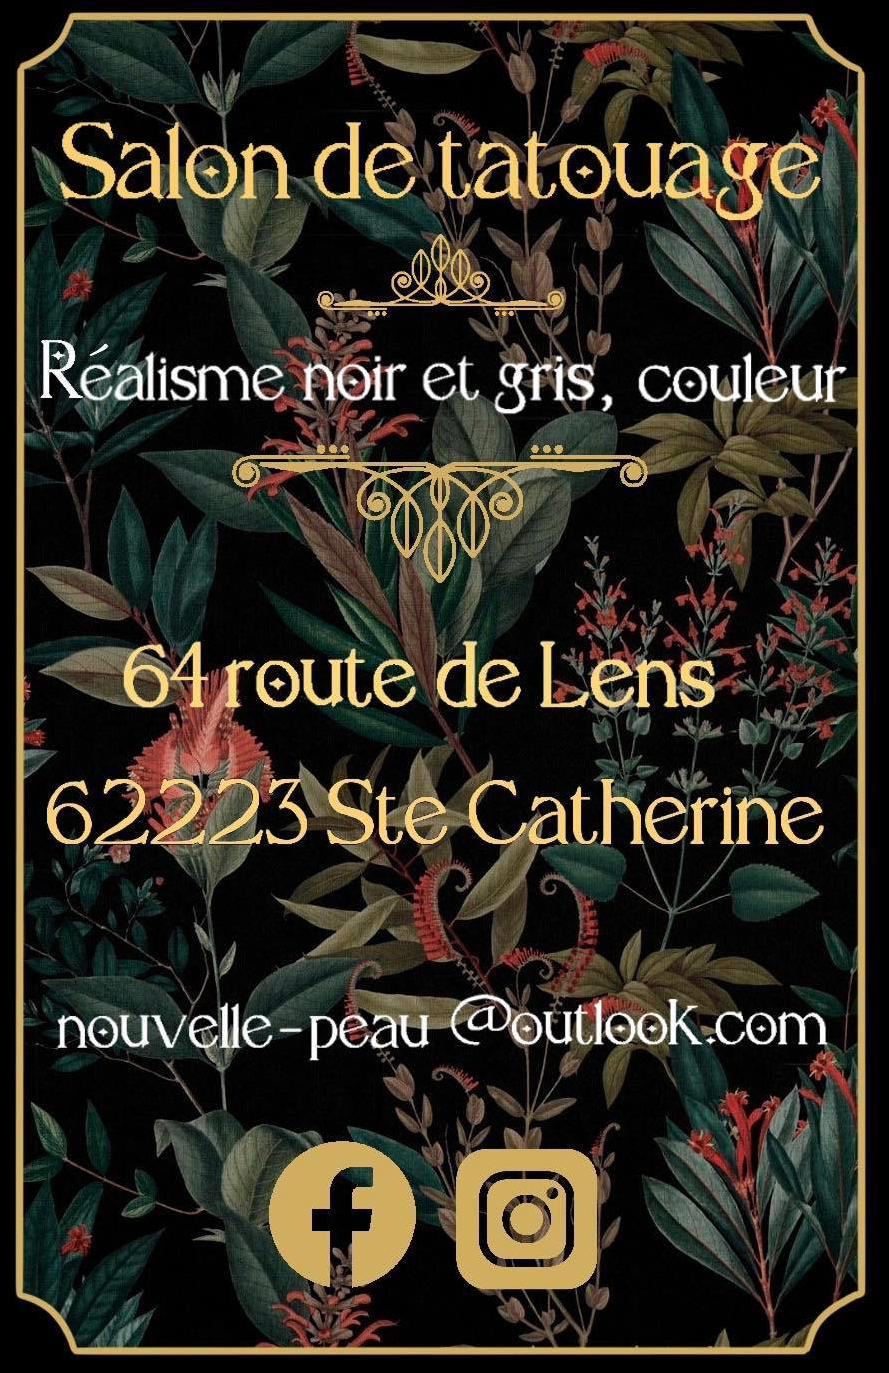 Salon de tatouage
Réalisme noir et gris, couleur
64 route de Lens
62223 Ste Catherine
nouvelle-peau @outlook.com